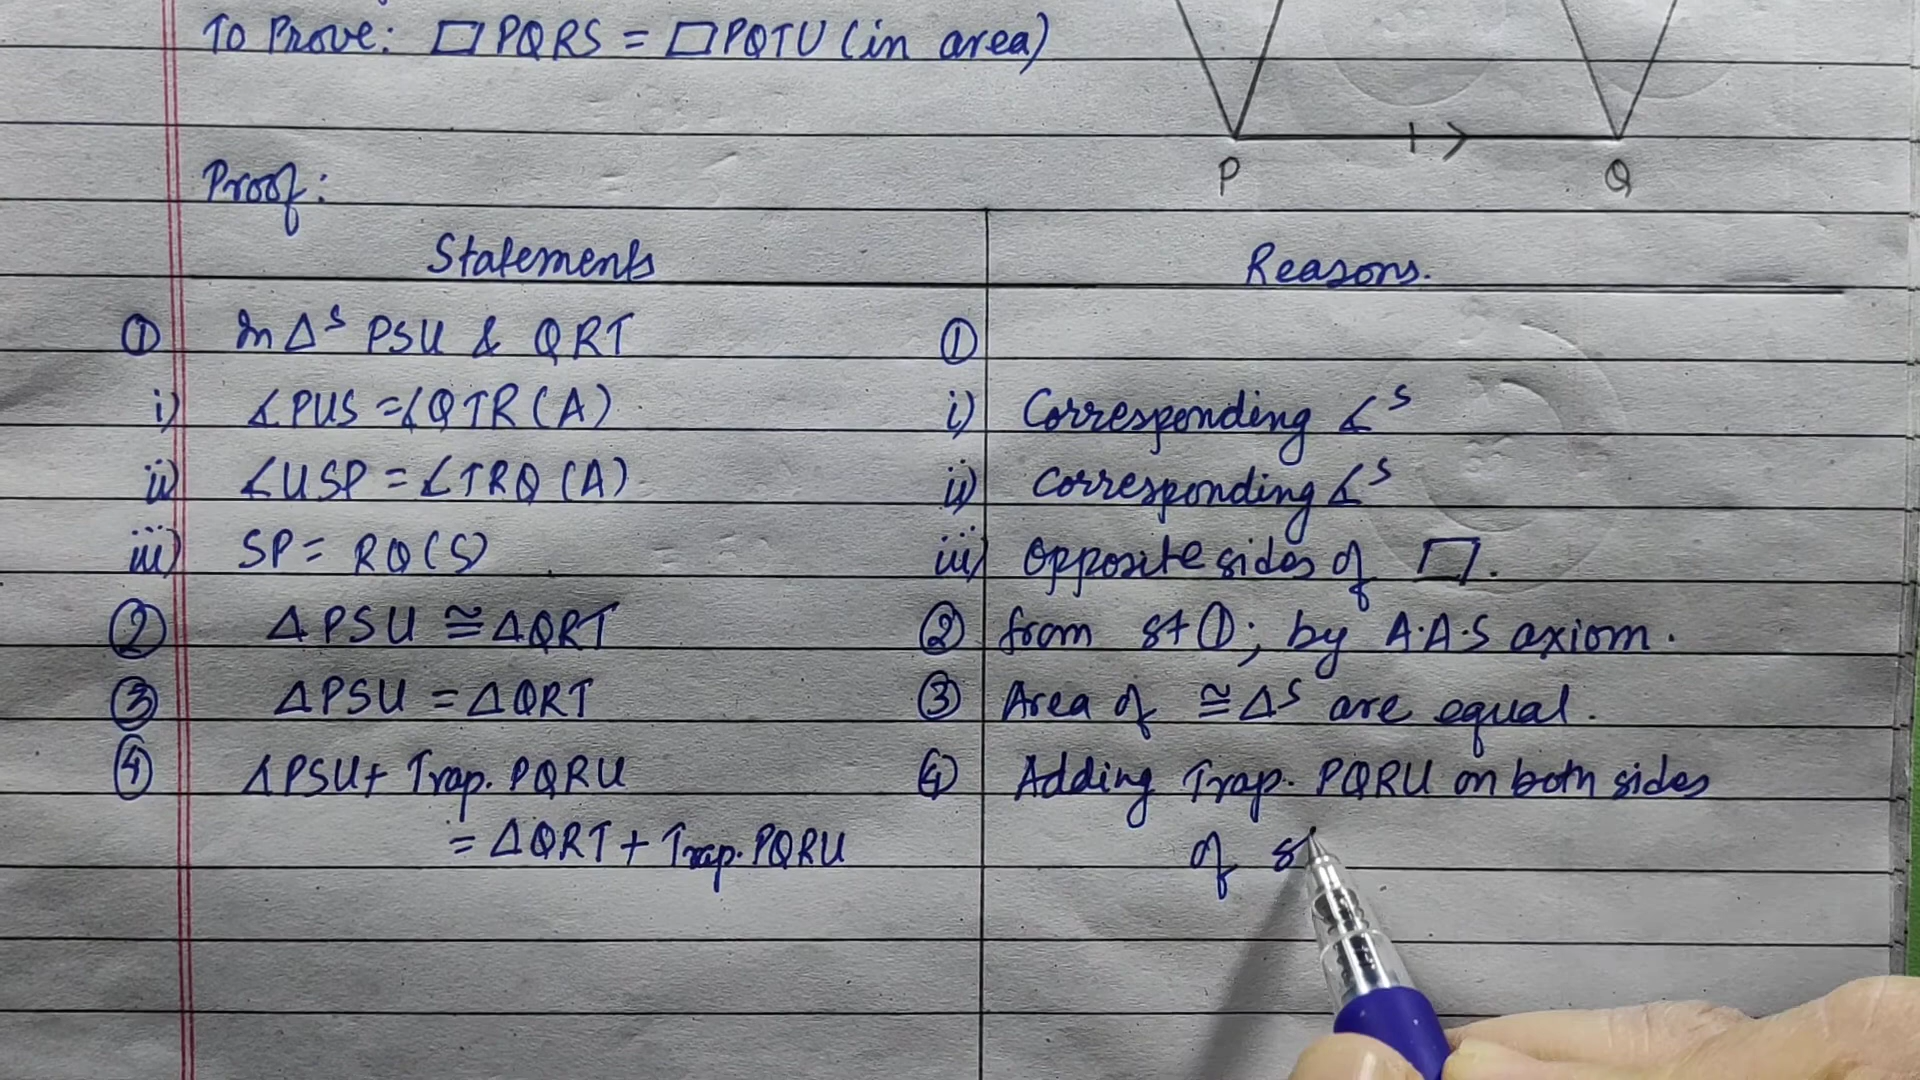 To Prove: ▱PQRS = ▱PQTU (in area)
P Q
Proof:
Statements Reasons.
① In Δˢ PSU & QRT ①
i) ∡PUS = ∡QTR (A) i) Corresponding ∡ˢ
ii) ∡USP = ∡TRQ (A) ii) Corresponding ∡ˢ
iii) SP = RQ (S) iii) Opposite sides of ▱.
② ΔPSU ≅ ΔQRT ② from st ①; by A.A.S axiom.
③ ΔPSU = ΔQRT ③ Area of ≅ Δˢ are equal.
④ ΔPSU + Trap. PQRU ④ Adding Trap. PQRU on both sides
= ΔQRT + Trap. PQRU of st